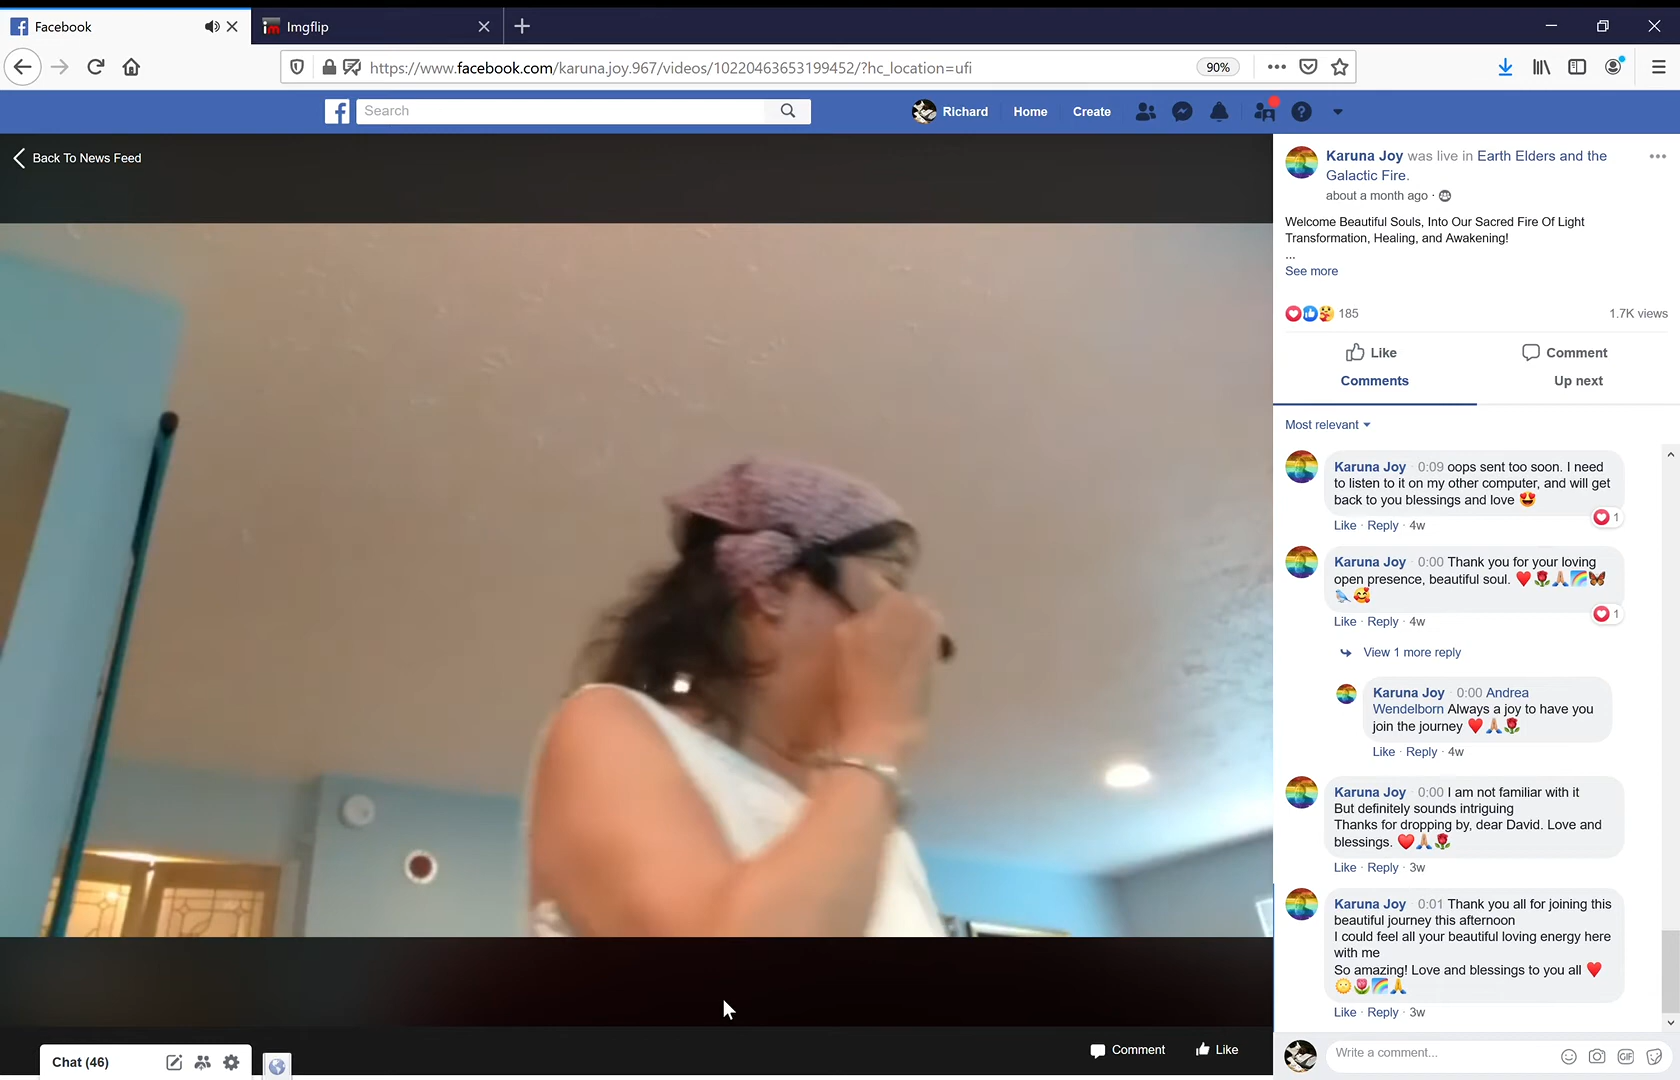 Facebook
Imgflip
https://www.facebook.com/karuna.joy.967/videos/10220463653199452/?hc_location=ufi
90%
Search
Richard
Home
Create
Back To News Feed
Karuna Joy was live in Earth Elders and the
Galactic Fire.
about a month ago ·
Welcome Beautiful Souls, Into Our Sacred Fire Of Light
Transformation, Healing, and Awakening!
...
See more
185
1.7K views
Like
Comment
Comments
Up next
Most relevant
Karuna Joy · 0:09 oops sent too soon. I need
to listen to it on my other computer, and will get
back to you blessings and love 😍
1
Like · Reply · 4w
Karuna Joy · 0:00 Thank you for your loving
open presence, beautiful soul. ❤️🌹🙏🌈🦋
🐦🥰
1
Like · Reply · 4w
View 1 more reply
Karuna Joy · 0:00 Andrea
Wendelborn Always a joy to have you
join the journey ❤️🙏🌹
Like · Reply · 4w
Karuna Joy · 0:00 I am not familiar with it
But definitely sounds intriguing
Thanks for dropping by, dear David. Love and
blessings. ❤️🙏🌹
Like · Reply · 3w
Karuna Joy · 0:01 Thank you all for joining this
beautiful journey this afternoon
I could feel all your beautiful loving energy here
with me
So amazing! Love and blessings to you all ❤️
🌞🌷🌈🙏
Like · Reply · 3w
Comment
Like
Chat (46)
Write a comment...
GIF